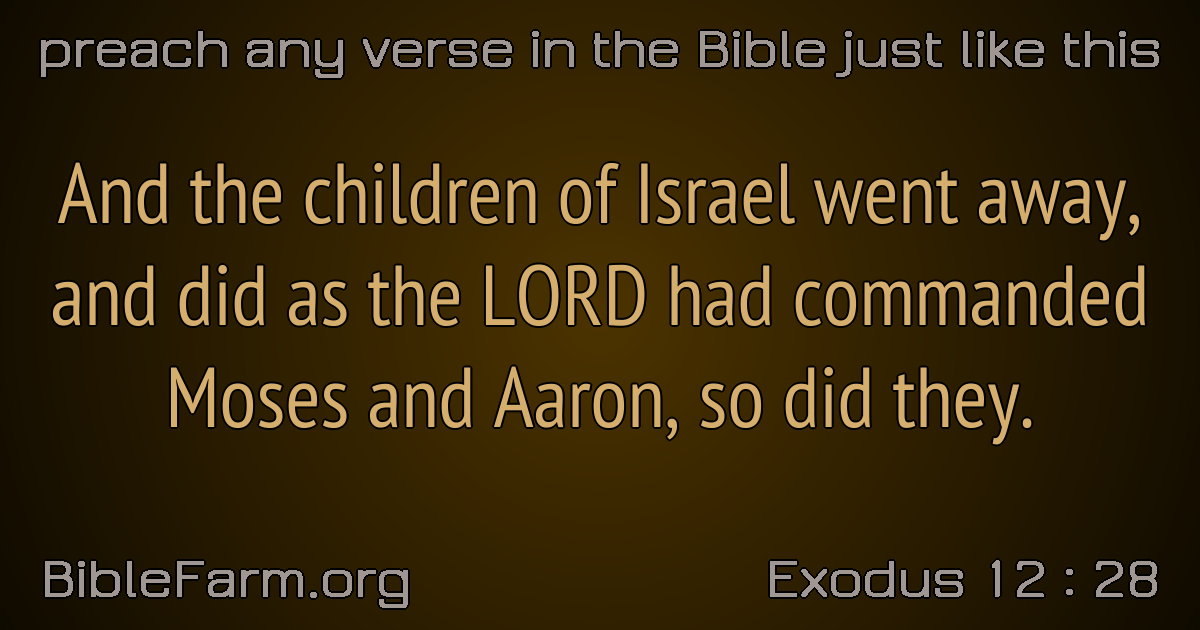 preach any verse in the Bible just like this
And the children of Israel went away,
and did as the LORD had commanded
Moses and Aaron, so did they.
BibleFarm.org
Exodus 12 : 28